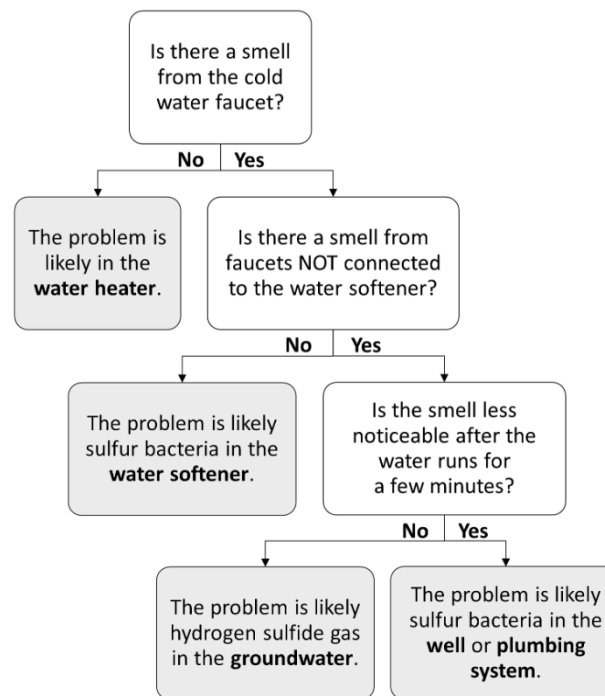 Is there a smell
from the cold
water faucet?
No Yes
The problem is
likely in the
water heater.
Is there a smell from
faucets NOT connected
to the water softener?
No Yes
The problem is likely
sulfur bacteria in the
water softener.
Is the smell less
noticeable after the
water runs for
a few minutes?
No Yes
The problem is likely
hydrogen sulfide gas
in the groundwater.
The problem is likely
sulfur bacteria in the
well or plumbing
system.